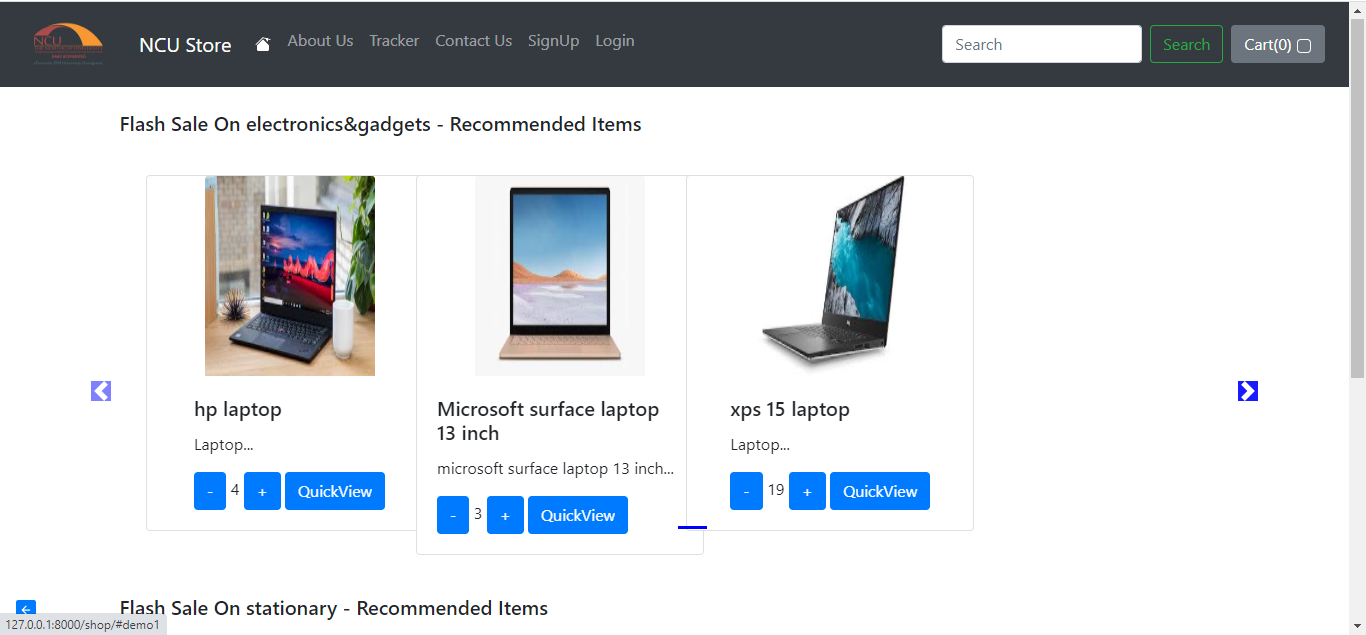 NCU
NCU Store
About Us
Tracker
Contact Us
SignUp
Login
Search
Search
Cart(0)
Flash Sale On electronics&gadgets - Recommended Items
hp laptop
Laptop...
- 4 + QuickView
Microsoft surface laptop
13 inch
microsoft surface laptop 13 inch...
- 3 + QuickView
xps 15 laptop
Laptop...
- 19 + QuickView
Flash Sale On stationary - Recommended Items
127.0.0.1:8000/shop/#demo1